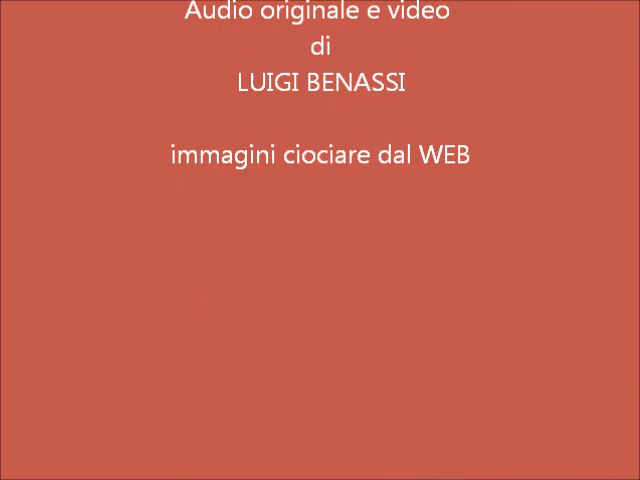 Audio originale e video
di
LUIGI BENASSI
immagini ciociare dal WEB